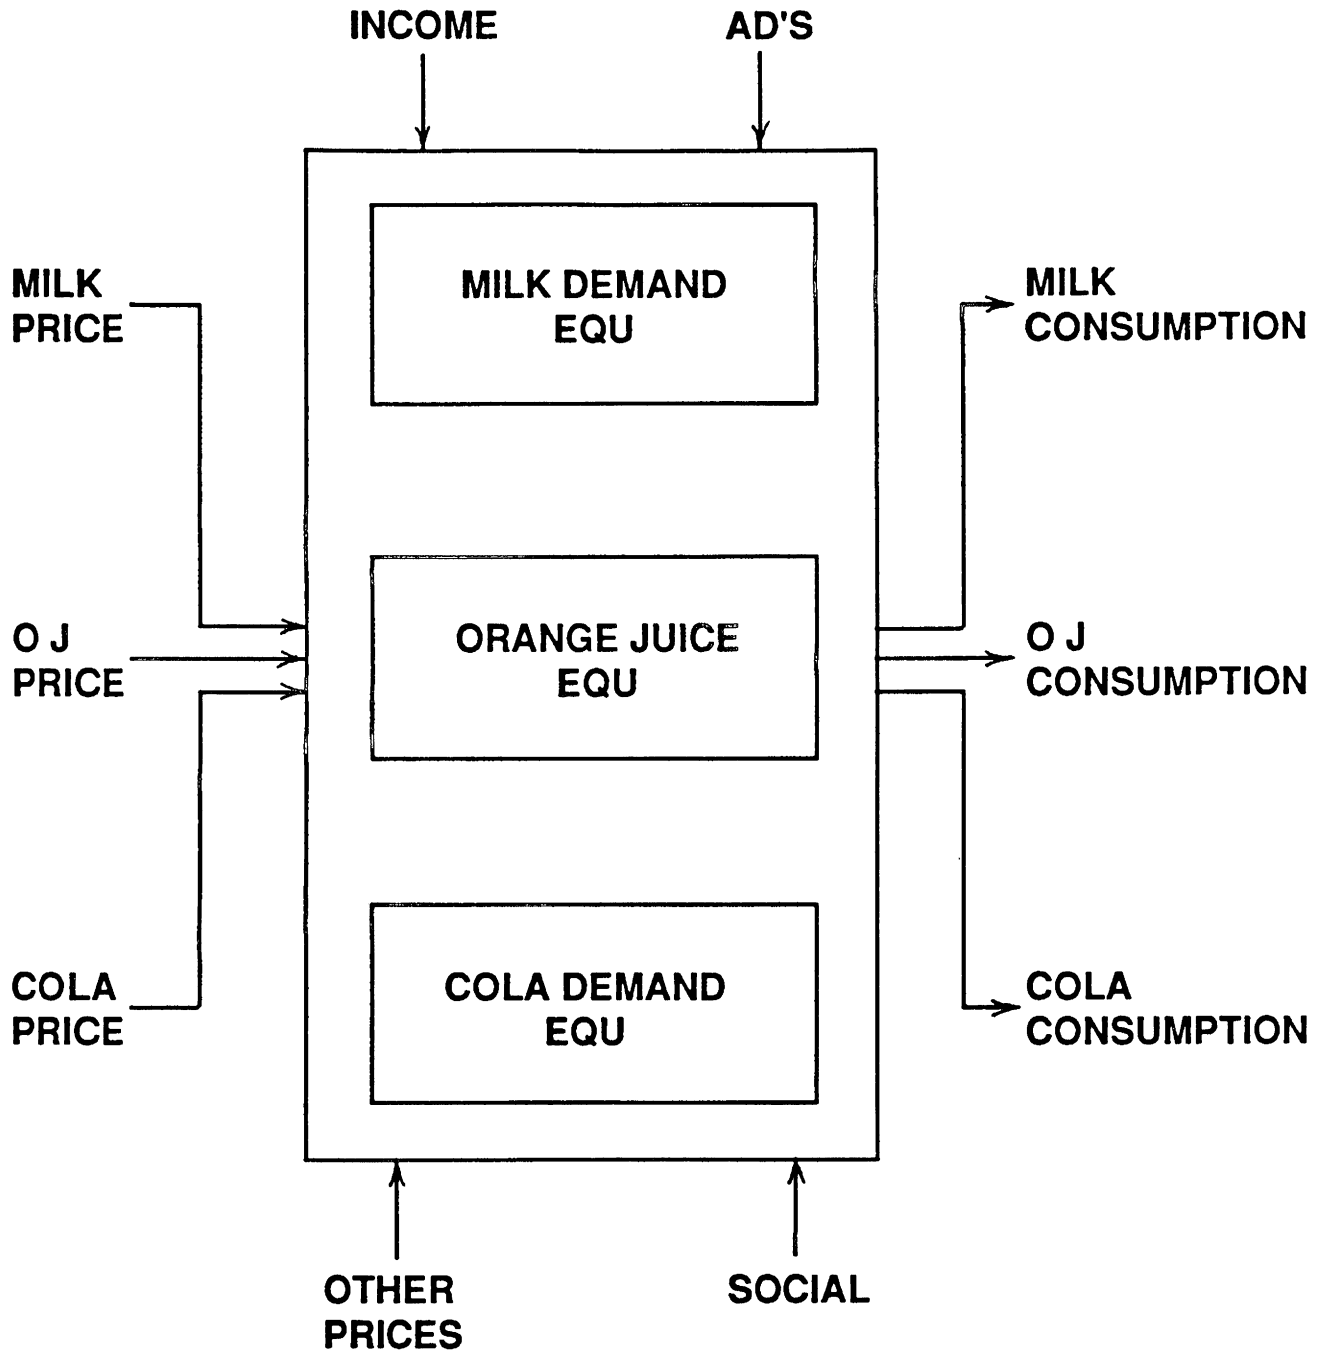 INCOME
AD'S
MILK
PRICE
MILK DEMAND
EQU
MILK
CONSUMPTION
O J
PRICE
ORANGE JUICE
EQU
O J
CONSUMPTION
COLA
PRICE
COLA DEMAND
EQU
COLA
CONSUMPTION
OTHER
PRICES
SOCIAL